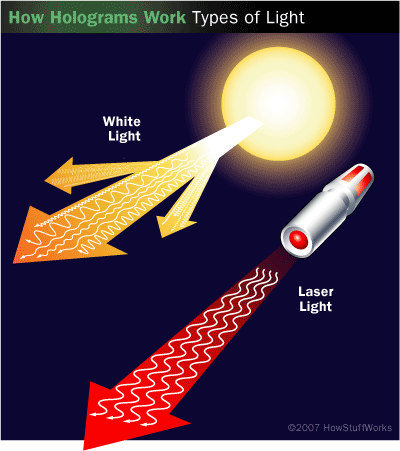 How Holograms Work Types of Light
White
Light
Laser
Light
©2007 HowStuffWorks